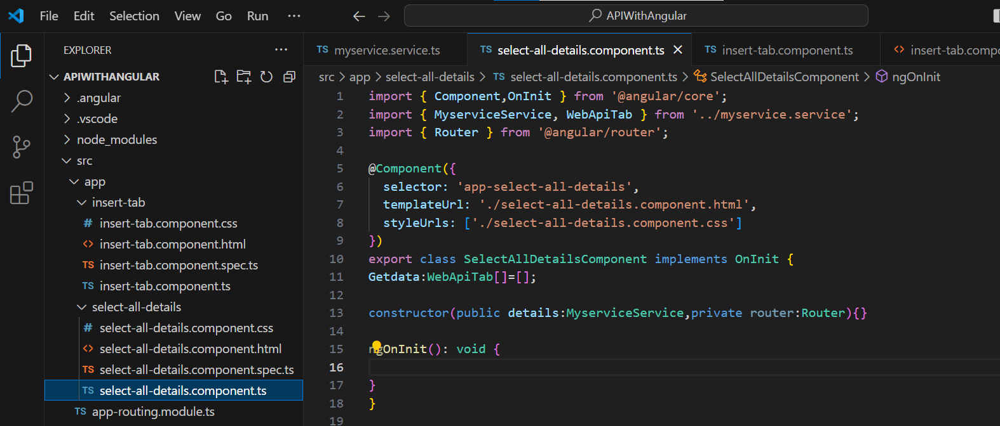 File Edit Selection View Go Run ··· APIWithAngular
EXPLORER ···
APIWITHANGULAR
.angular
.vscode
node_modules
src
app
insert-tab
# insert-tab.component.css
<> insert-tab.component.html
TS insert-tab.component.spec.ts
TS insert-tab.component.ts
select-all-details
# select-all-details.component.css
<> select-all-details.component.html
TS select-all-details.component.spec.ts
TS select-all-details.component.ts
TS app-routing.module.ts
TS myservice.service.ts TS select-all-details.component.ts TS insert-tab.component.ts <> insert-tab.compo
src > app > select-all-details > TS select-all-details.component.ts > SelectAllDetailsComponent > ngOnInit
1 import { Component,OnInit } from '@angular/core';
2 import { MyserviceService, WebApiTab } from '../myservice.service';
3 import { Router } from '@angular/router';
4
5 @Component({
6 selector: 'app-select-all-details',
7 templateUrl: './select-all-details.component.html',
8 styleUrls: ['./select-all-details.component.css']
9 })
10 export class SelectAllDetailsComponent implements OnInit {
11 Getdata:WebApiTab[]=[];
12
13 constructor(public details:MyserviceService,private router:Router){}
14
15 ngOnInit(): void {
16
17 }
18 }
19